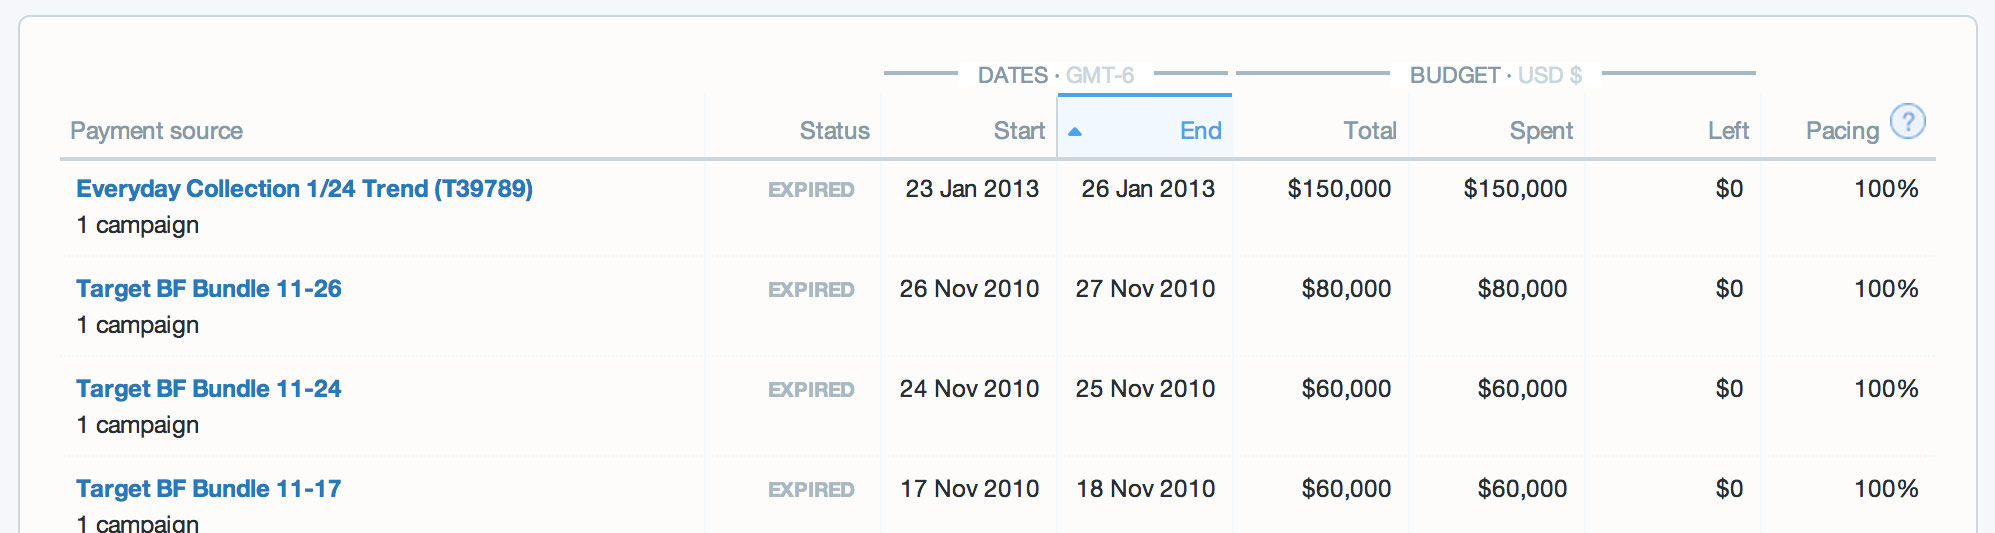 DATES · GMT-6 BUDGET · USD $
Payment source Status Start End Total Spent Left Pacing ?
Everyday Collection 1/24 Trend (T39789) EXPIRED 23 Jan 2013 26 Jan 2013 $150,000 $150,000 $0 100%
1 campaign
Target BF Bundle 11-26 EXPIRED 26 Nov 2010 27 Nov 2010 $80,000 $80,000 $0 100%
1 campaign
Target BF Bundle 11-24 EXPIRED 24 Nov 2010 25 Nov 2010 $60,000 $60,000 $0 100%
1 campaign
Target BF Bundle 11-17 EXPIRED 17 Nov 2010 18 Nov 2010 $60,000 $60,000 $0 100%
1 campaign